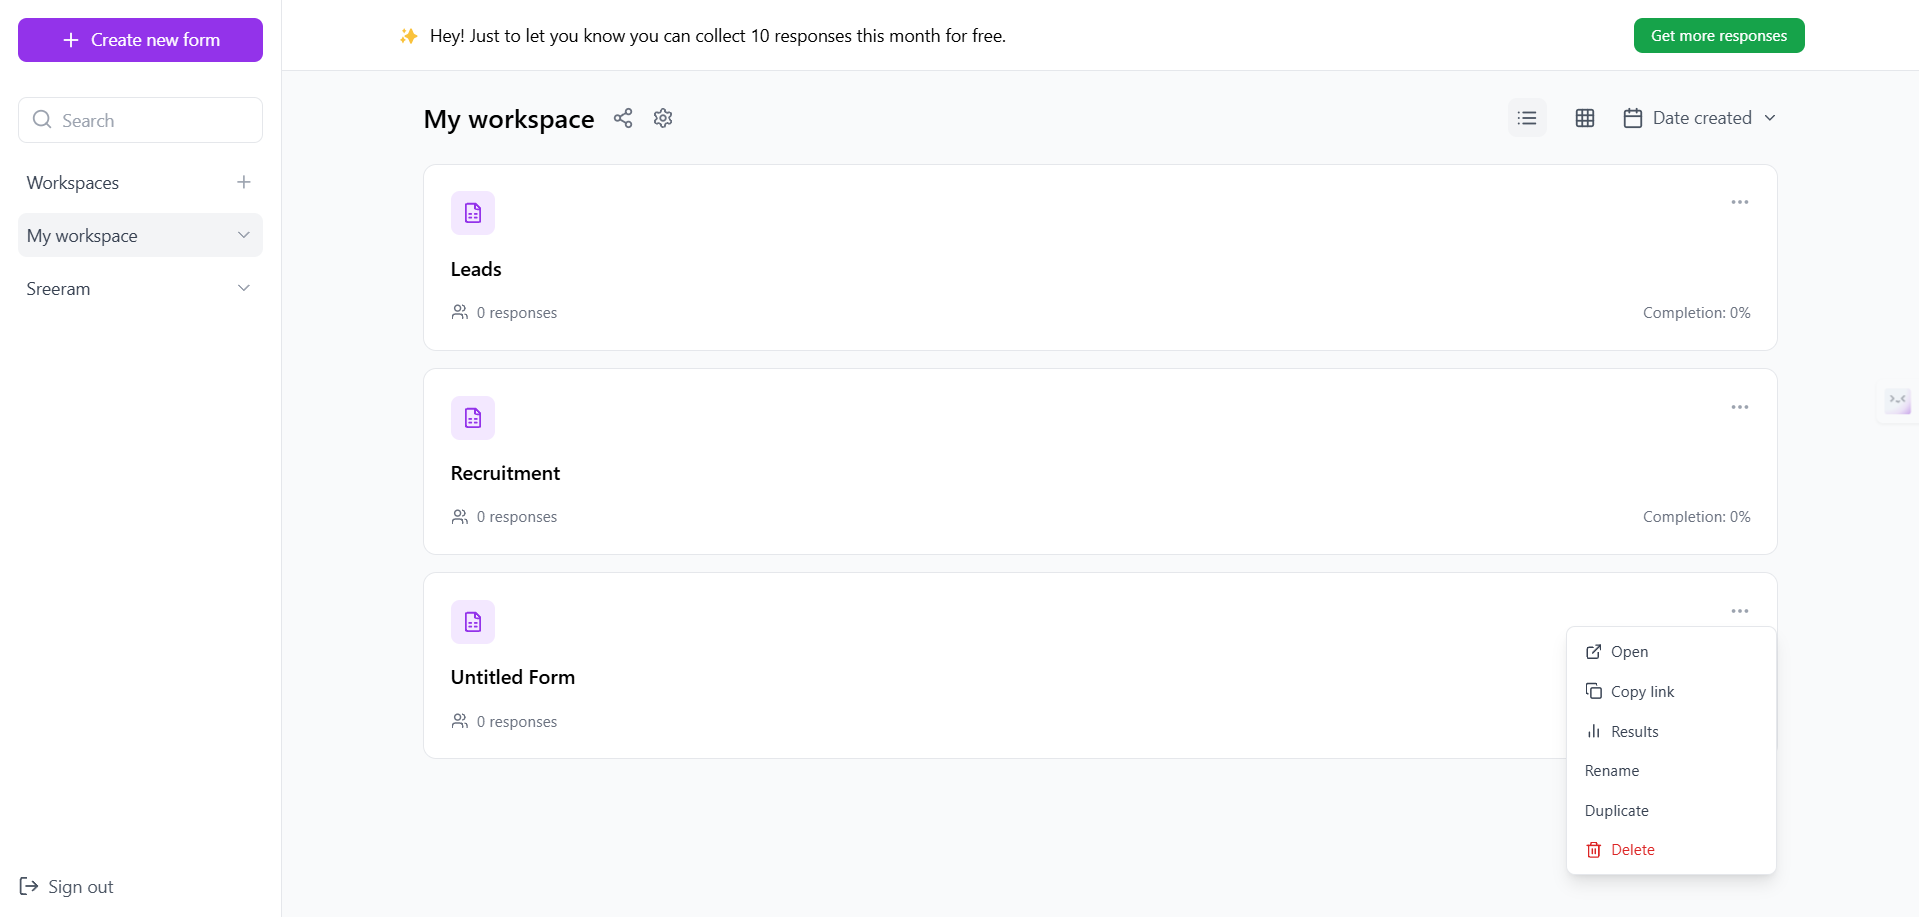 Create new form
Search
Workspaces
My workspace
Sreeram
Sign out
Hey! Just to let you know you can collect 10 responses this month for free.
Get more responses
My workspace
Date created
Leads
0 responses
Completion: 0%
Recruitment
0 responses
Completion: 0%
Untitled Form
0 responses
Open
Copy link
Results
Rename
Duplicate
Delete